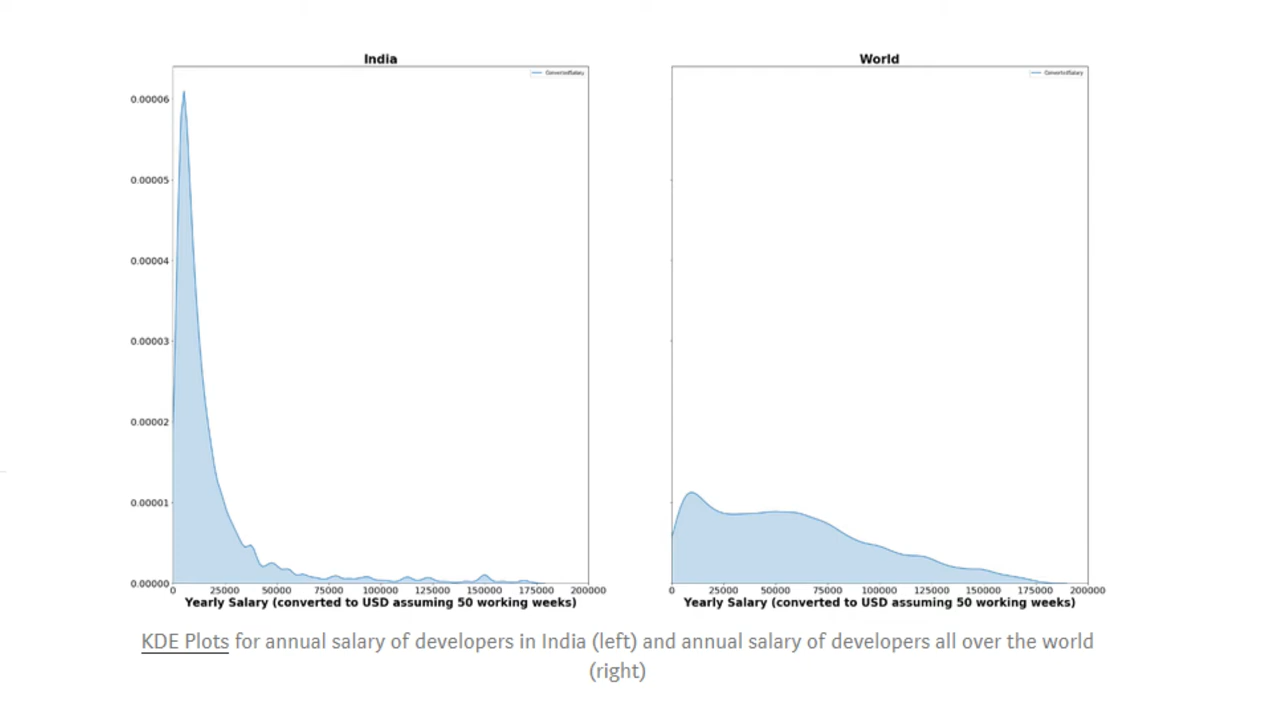 India
World
ConvertedSalary
ConvertedSalary
0.00006
0.00005
0.00004
0.00003
0.00002
0.00001
0.00000
0 25000 50000 75000 100000 125000 150000 175000 200000
0 25000 50000 75000 100000 125000 150000 175000 200000
Yearly Salary (converted to USD assuming 50 working weeks)
Yearly Salary (converted to USD assuming 50 working weeks)
KDE Plots for annual salary of developers in India (left) and annual salary of developers all over the world
(right)